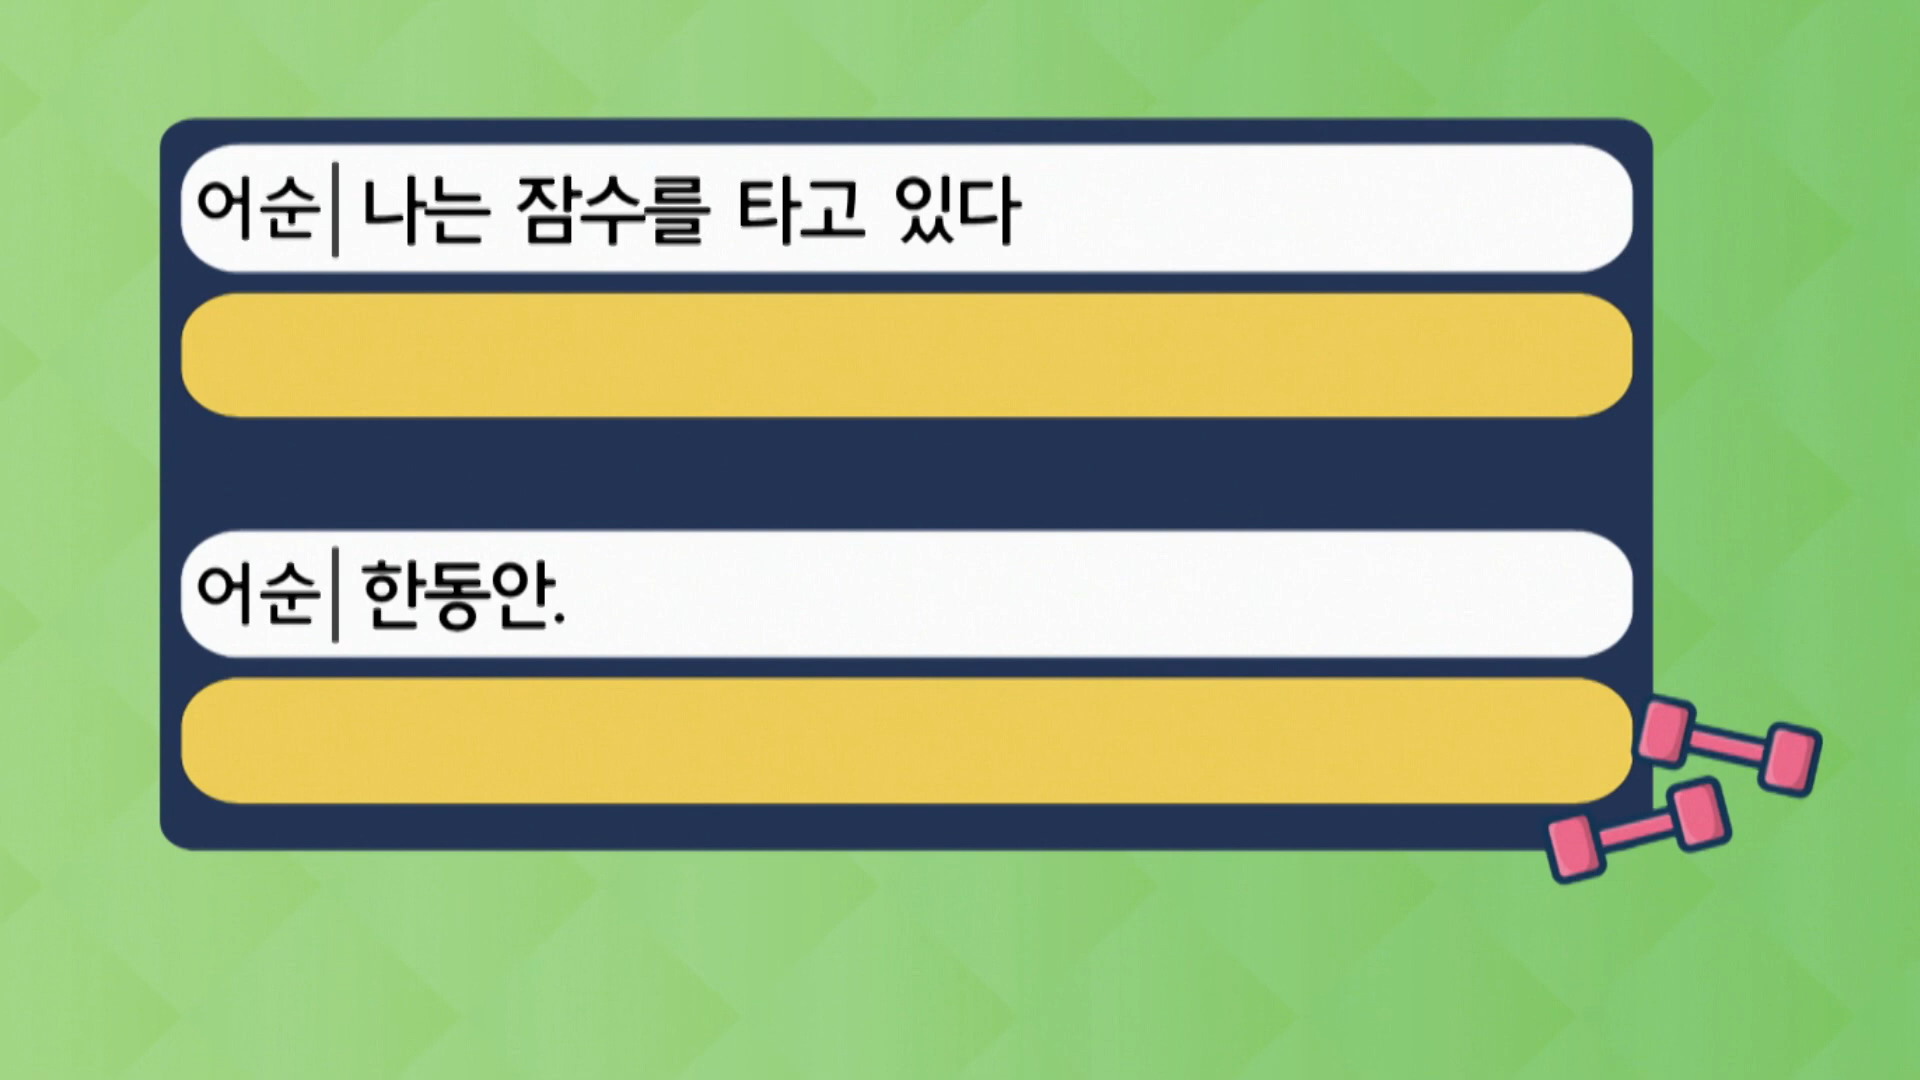 어순| 나는 잠수를 타고 있다
어순| 한동안.